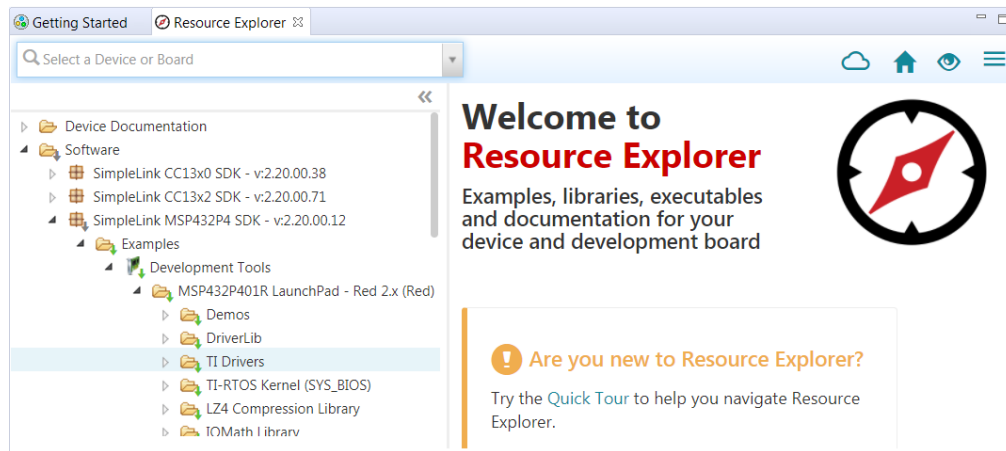 Getting Started
Resource Explorer
Select a Device or Board
Device Documentation
Software
SimpleLink CC13x0 SDK - v:2.20.00.38
SimpleLink CC13x2 SDK - v:2.20.00.71
SimpleLink MSP432P4 SDK - v:2.20.00.12
Examples
Development Tools
MSP432P401R LaunchPad - Red 2.x (Red)
Demos
DriverLib
TI Drivers
TI-RTOS Kernel (SYS_BIOS)
LZ4 Compression Library
IQMath Library
Welcome to
Resource Explorer
Examples, libraries, executables
and documentation for your
device and development board
Are you new to Resource Explorer?
Try the Quick Tour to help you navigate Resource
Explorer.